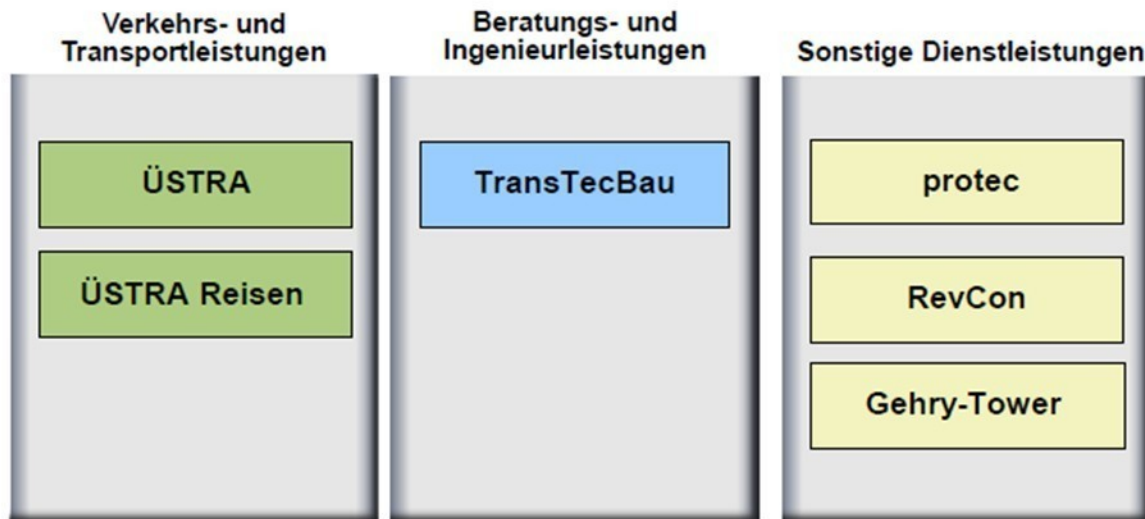 Verkehrs- und
Transportleistungen
ÜSTRA
ÜSTRA Reisen
Beratungs- und
Ingenieurleistungen
TransTecBau
Sonstige Dienstleistungen
protec
RevCon
Gehry-Tower